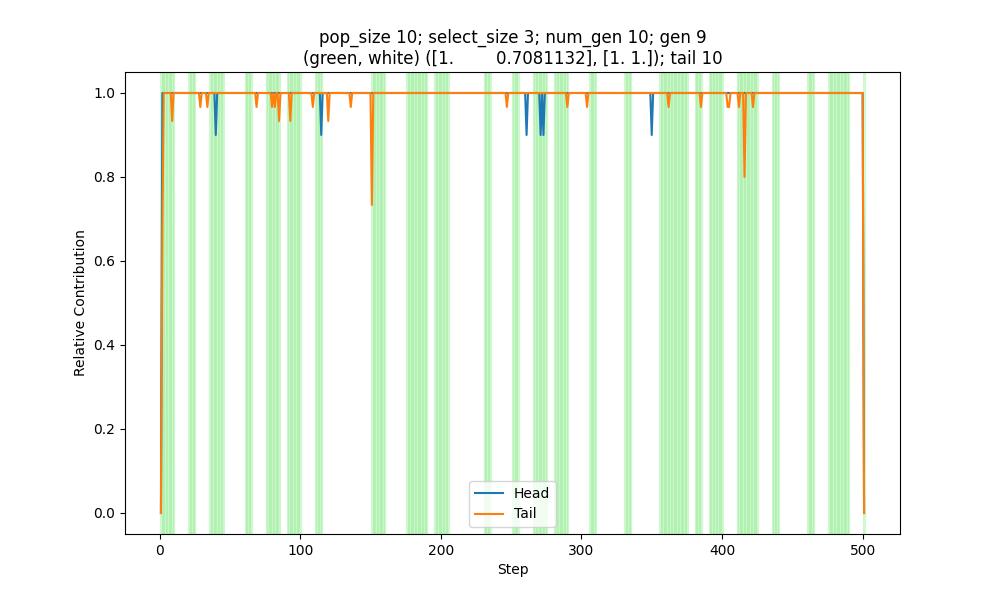 pop_size 10; select_size 3; num_gen 10; gen 9
(green, white) ([1.        0.7081132], [1. 1.]); tail 10
1.0
0.8
0.6
0.4
0.2
0.0
Relative Contribution
Head
Tail
0 100 200 300 400 500
Step